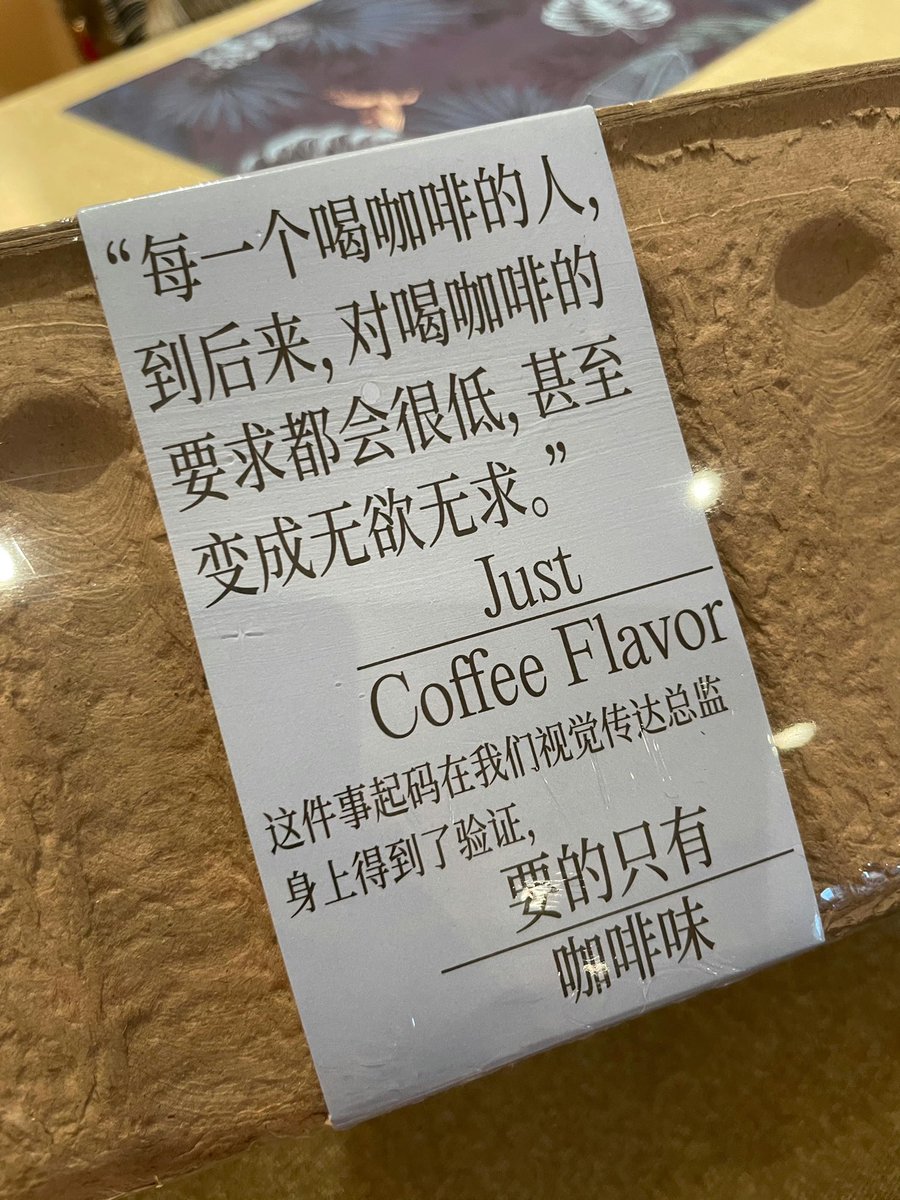 “每一个喝咖啡的人,
到后来, 对喝咖啡的
要求都会很低, 甚至
变成无欲无求。”
Just
Coffee Flavor
这件事起码在我们视觉传达总监
身上得到了验证,
要的只有
咖啡味